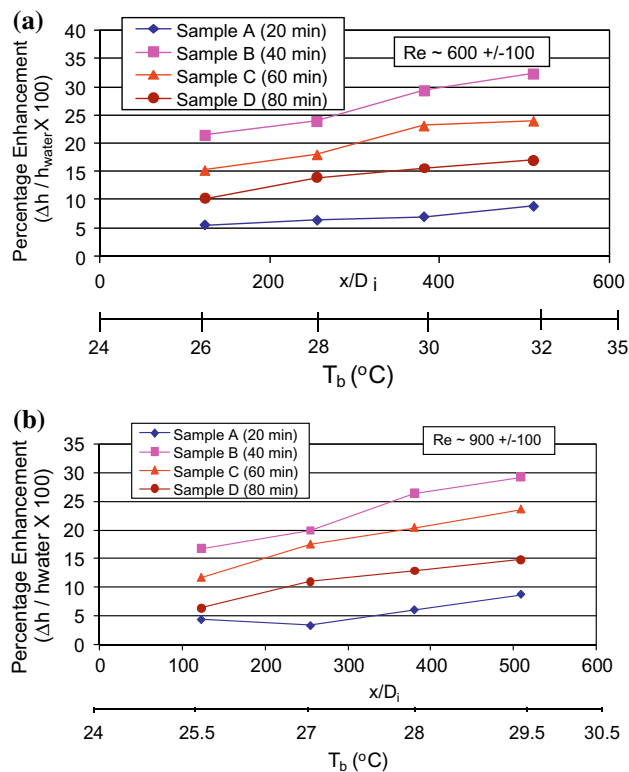 (a)
40
35
30
25
20
15
10
5
0
Percentage Enhancement
(Δh / hwater X 100)
Sample A (20 min)
Sample B (40 min)
Sample C (60 min)
Sample D (80 min)
Re ~ 600 +/-100
0 200 400 600
x/D i
24 26 28 30 32 35
Tb (oC)
(b)
35
30
25
20
15
10
5
0
Percentage Enhancement
(Δh / hwater X 100)
Sample A (20 min)
Sample B (40 min)
Sample C (60 min)
Sample D (80 min)
Re ~ 900 +/-100
0 100 200 300 400 500 600
x/Di
24 25.5 27 28 29.5 30.5
Tb (°C)